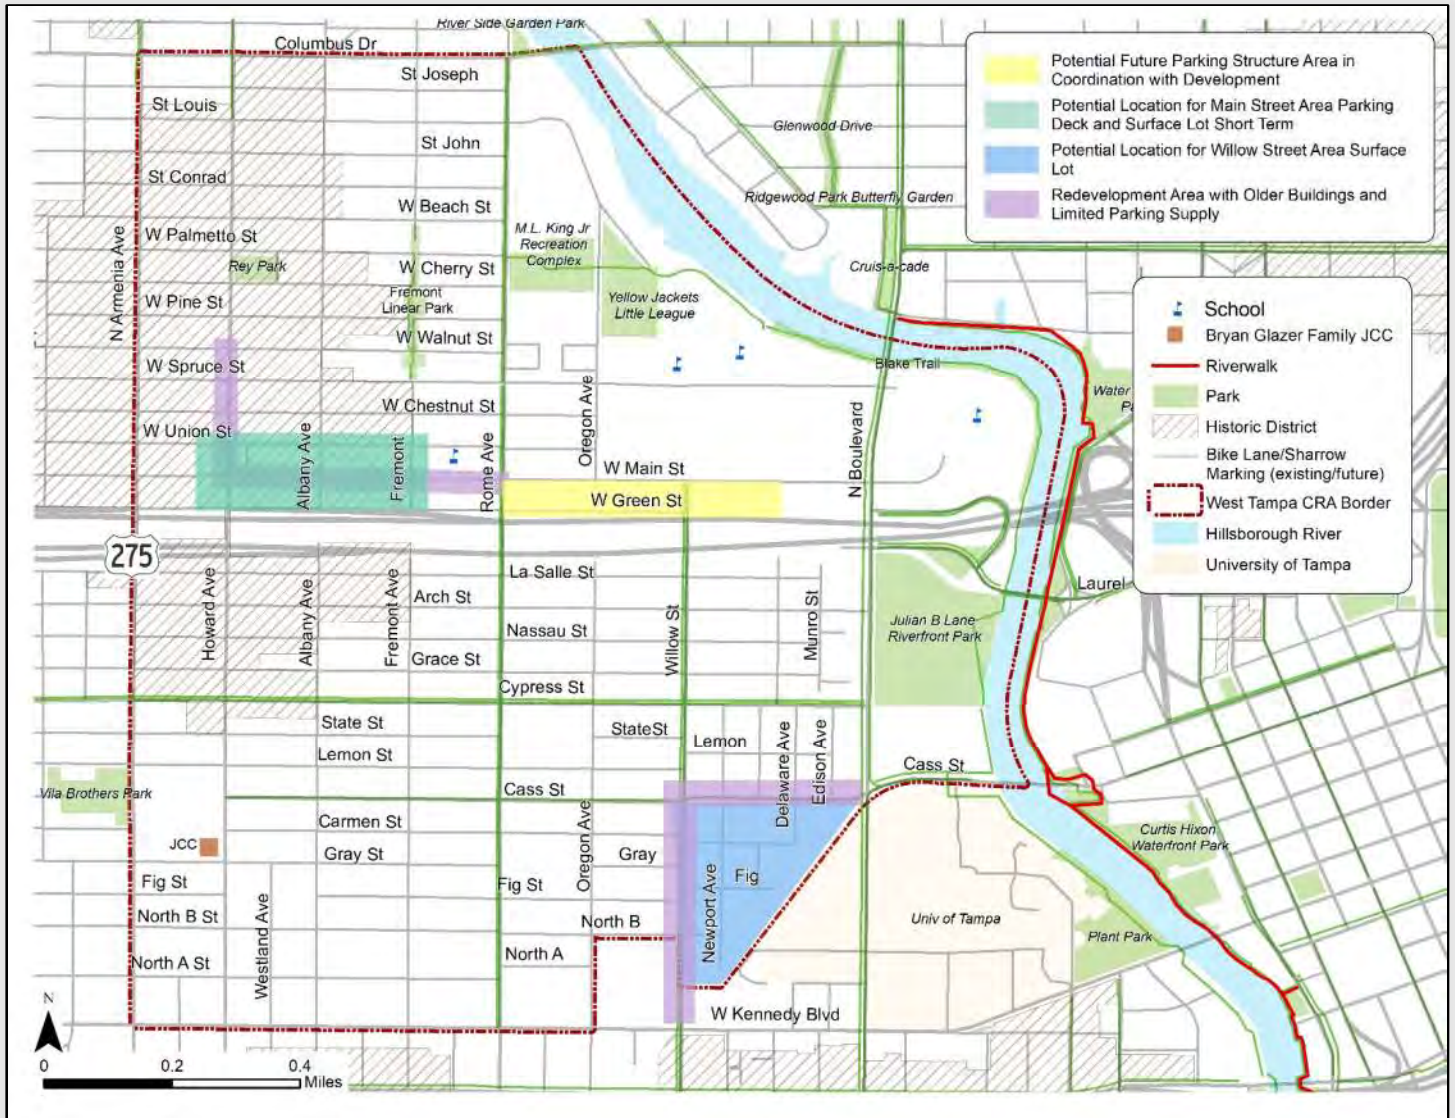 River Side Garden Park
Columbus Dr
St Joseph
St Louis
St John
St Conrad
W Beach St
W Palmetto St
Rey Park
W Cherry St
N Armenia Ave
W Pine St
Fremont
Linear Park
W Walnut St
W Spruce St
W Chestnut St
W Union St
Albany Ave
Fremont
Rome Ave
M.L. King Jr
Recreation
Complex
Yellow Jackets
Little League
Oregon Ave
W Main St
W Green St
Glenwood Drive
Ridgewood Park Butterfly Garden
Cruis-a-cade
Blake Trail
N Boulevard
Water
Potential Future Parking Structure Area in
Coordination with Development
Potential Location for Main Street Area Parking
Deck and Surface Lot Short Term
Potential Location for Willow Street Area Surface
Lot
Redevelopment Area with Older Buildings and
Limited Parking Supply
School
Bryan Glazer Family JCC
Riverwalk
Park
Historic District
Bike Lane/Sharrow
Marking (existing/future)
West Tampa CRA Border
Hillsborough River
University of Tampa
275
Howard Ave
Albany Ave
Fremont Ave
Arch St
Grace St
La Salle St
Nassau St
Cypress St
Willow St
Munro St
Julian B Lane
Riverfront Park
Laurel
State St
Lemon St
State St
Lemon
Delaware Ave
Edison Ave
Cass St
Cass St
Vila Brothers Park
JCC
Carmen St
Gray St
Fig St
North B St
North A St
Westland Ave
Fig St
Oregon Ave
Gray
North B
North A
Newport Ave
Fig
W Kennedy Blvd
Univ of Tampa
Curtis Hixon
Waterfront Park
Plant Park
N
0
0.2
0.4
Miles